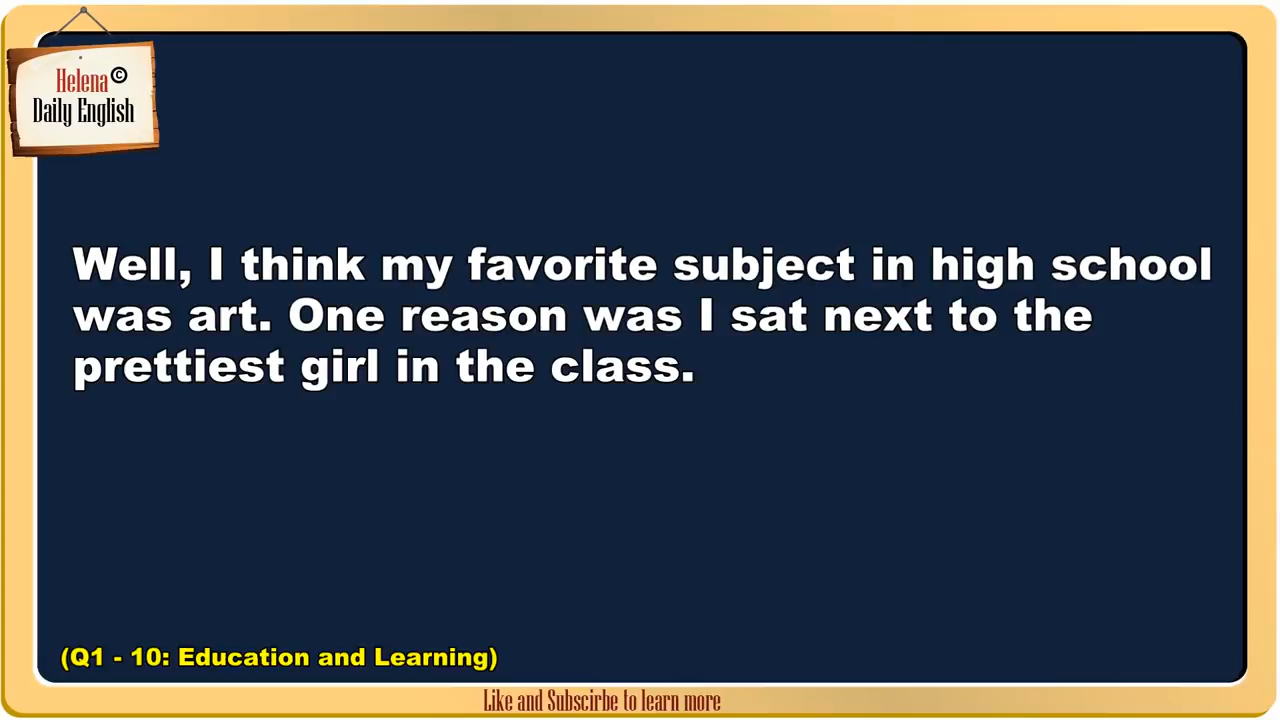 Helena©
Daily English
Well, I think my favorite subject in high school
was art. One reason was I sat next to the
prettiest girl in the class.
(Q1 - 10: Education and Learning)
Like and Subscirbe to learn more